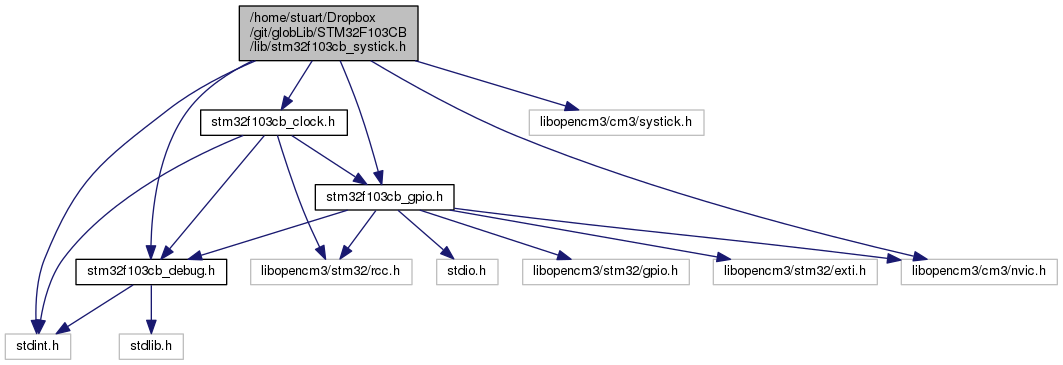 /home/stuart/Dropbox
/git/globLib/STM32F103CB
/lib/stm32f103cb_systick.h
stm32f103cb_clock.h
libopencm3/cm3/systick.h
stm32f103cb_gpio.h
stm32f103cb_debug.h
libopencm3/stm32/rcc.h
stdio.h
libopencm3/stm32/gpio.h
libopencm3/stm32/exti.h
libopencm3/cm3/nvic.h
stdint.h
stdlib.h